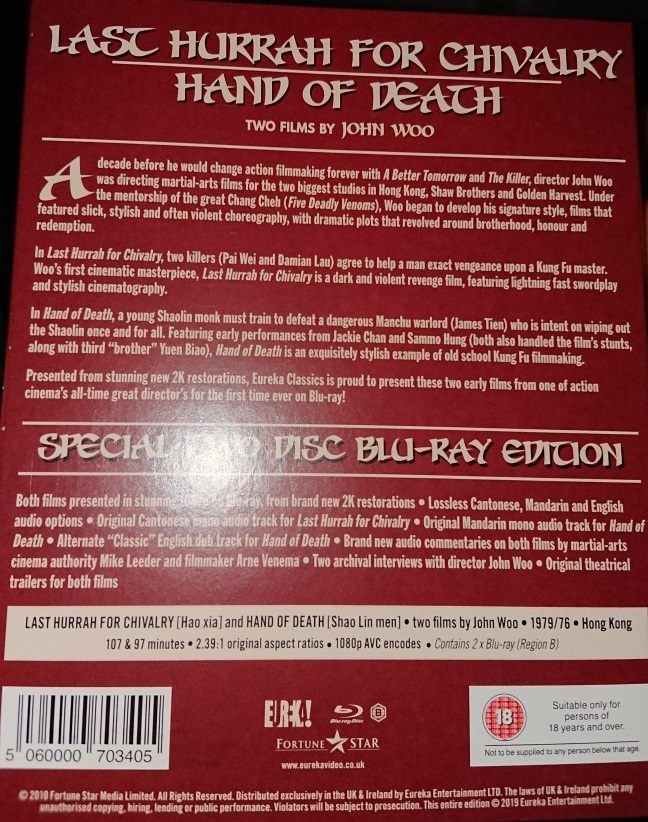 LAST HURRAH FOR CHIVALRY
HAND OF DEATH
TWO FILMS BY JOHN WOO
A decade before he would change action filmmaking forever with A Better Tomorrow and The Killer, director John Woo
was directing martial-arts films for the two biggest studios in Hong Kong, Shaw Brothers and Golden Harvest. Under
the mentorship of the great Chang Cheh (Five Deadly Venoms), Woo began to develop his signature style, films that
featured slick, stylish and often violent choreography, with dramatic plots that revolved around brotherhood, honour and
redemption.
In Last Hurrah for Chivalry, two killers (Pai Wei and Damian Lau) agree to help a man exact vengeance upon a Kung Fu master.
Woo's first cinematic masterpiece, Last Hurrah for Chivalry is a dark and violent revenge film, featuring lightning fast swordplay
and stylish cinematography.
In Hand of Death, a young Shaolin monk must train to defeat a dangerous Manchu warlord (James Tien) who is intent on wiping out
the Shaolin once and for all. Featuring early performances from Jackie Chan and Sammo Hung (both also handled the film's stunts,
along with third "brother" Yuen Biao), Hand of Death is an exquisitely stylish example of old school Kung Fu filmmaking.
Presented from stunning new 2K restorations, Eureka Classics is proud to present these two early films from one of action
cinema's all-time great director's for the first time ever on Blu-ray!
SPECIAL TWO DISC BLU-RAY EDITION
Both films presented in stunning 1080p on Blu-ray, from brand new 2K restorations • Lossless Cantonese, Mandarin and English
audio options • Original Cantonese mono audio track for Last Hurrah for Chivalry • Original Mandarin mono audio track for Hand of
Death • Alternate "Classic" English dub track for Hand of Death • Brand new audio commentaries on both films by martial-arts
cinema authority Mike Leeder and filmmaker Arne Venema • Two archival interviews with director John Woo • Original theatrical
trailers for both films
LAST HURRAH FOR CHIVALRY [Hao xia] and HAND OF DEATH [Shao Lin men] • two films by John Woo • 1979/76 • Hong Kong
107 & 97 minutes • 2.39:1 original aspect ratios • 1080p AVC encodes • Contains 2 x Blu-ray (Region B)
5 060000 703405
EUREKA!
Blu-ray Disc
B
FORTUNE STAR
www.eurekavideo.co.uk
18
Suitable only for
persons of
18 years and over.
Not to be supplied to any person below that age.
© 2010 Fortune Star Media Limited. All Rights Reserved. Distributed exclusively in the UK & Ireland by Eureka Entertainment LTD. The laws of UK & Ireland prohibit any
unauthorised copying, hiring, lending or public performance. Violators will be subject to prosecution. This entire edition © 2019 Eureka Entertainment Ltd.